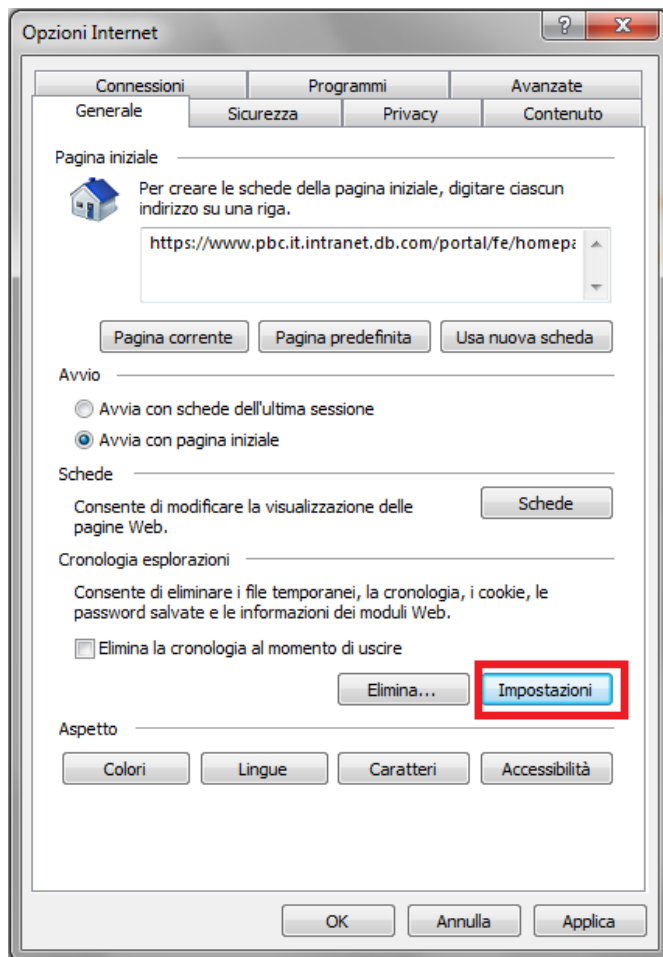 Opzioni Internet
Connessioni Programmi Avanzate
Generale Sicurezza Privacy Contenuto
Pagina iniziale
Per creare le schede della pagina iniziale, digitare ciascun
indirizzo su una riga.
https://www.pbc.it.intranet.db.com/portal/fe/homepa
Pagina corrente Pagina predefinita Usa nuova scheda
Avvio
Avvia con schede dell'ultima sessione
Avvia con pagina iniziale
Schede
Consente di modificare la visualizzazione delle
pagine Web.
Schede
Cronologia esplorazioni
Consente di eliminare i file temporanei, la cronologia, i cookie, le
password salvate e le informazioni dei moduli Web.
Elimina la cronologia al momento di uscire
Elimina... Impostazioni
Aspetto
Colori Lingue Caratteri Accessibilità
OK Annulla Applica